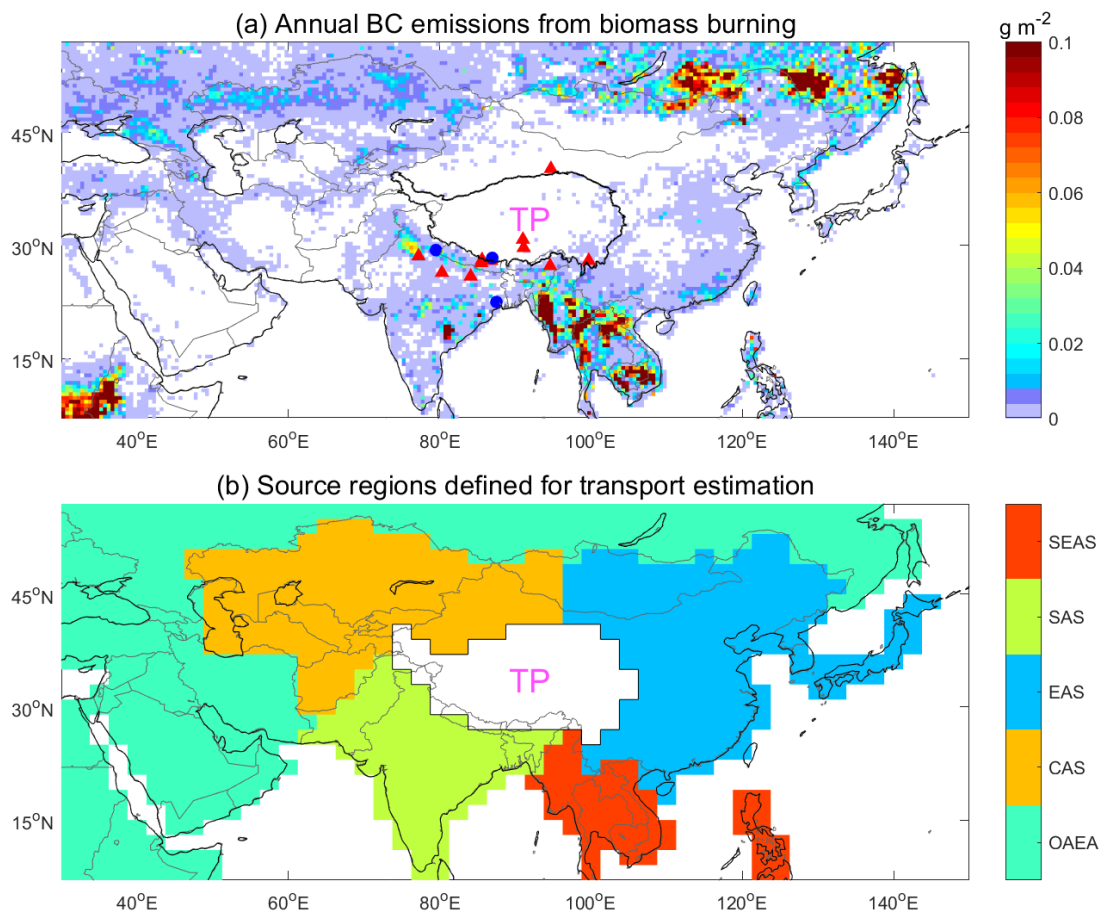 (a) Annual BC emissions from biomass burning
g m⁻²
0.1
0.08
0.06
0.04
0.02
0
45°N
30°N
15°N
TP
40°E 60°E 80°E 100°E 120°E 140°E
(b) Source regions defined for transport estimation
45°N
30°N
15°N
TP
SEAS
SAS
EAS
CAS
OAEA
40°E 60°E 80°E 100°E 120°E 140°E